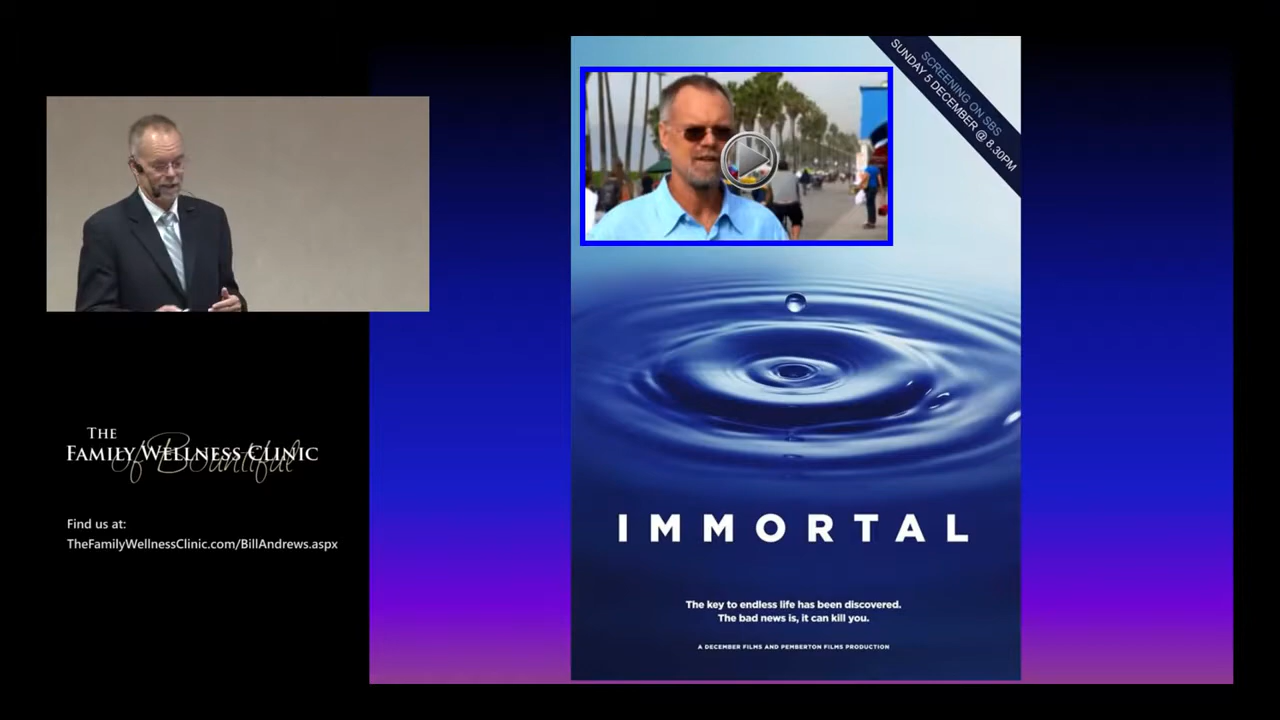 SCREENING ON SBS
SUNDAY 5 DECEMBER @ 8.30PM
THE
FAMILY WELLNESS CLINIC
of Bountiful
Find us at:
TheFamilyWellnessClinic.com/BillAndrews.aspx
IMMORTAL
The key to endless life has been discovered.
The bad news is, it can kill you.
A DECEMBER FILMS AND PEMBERTON FILMS PRODUCTION